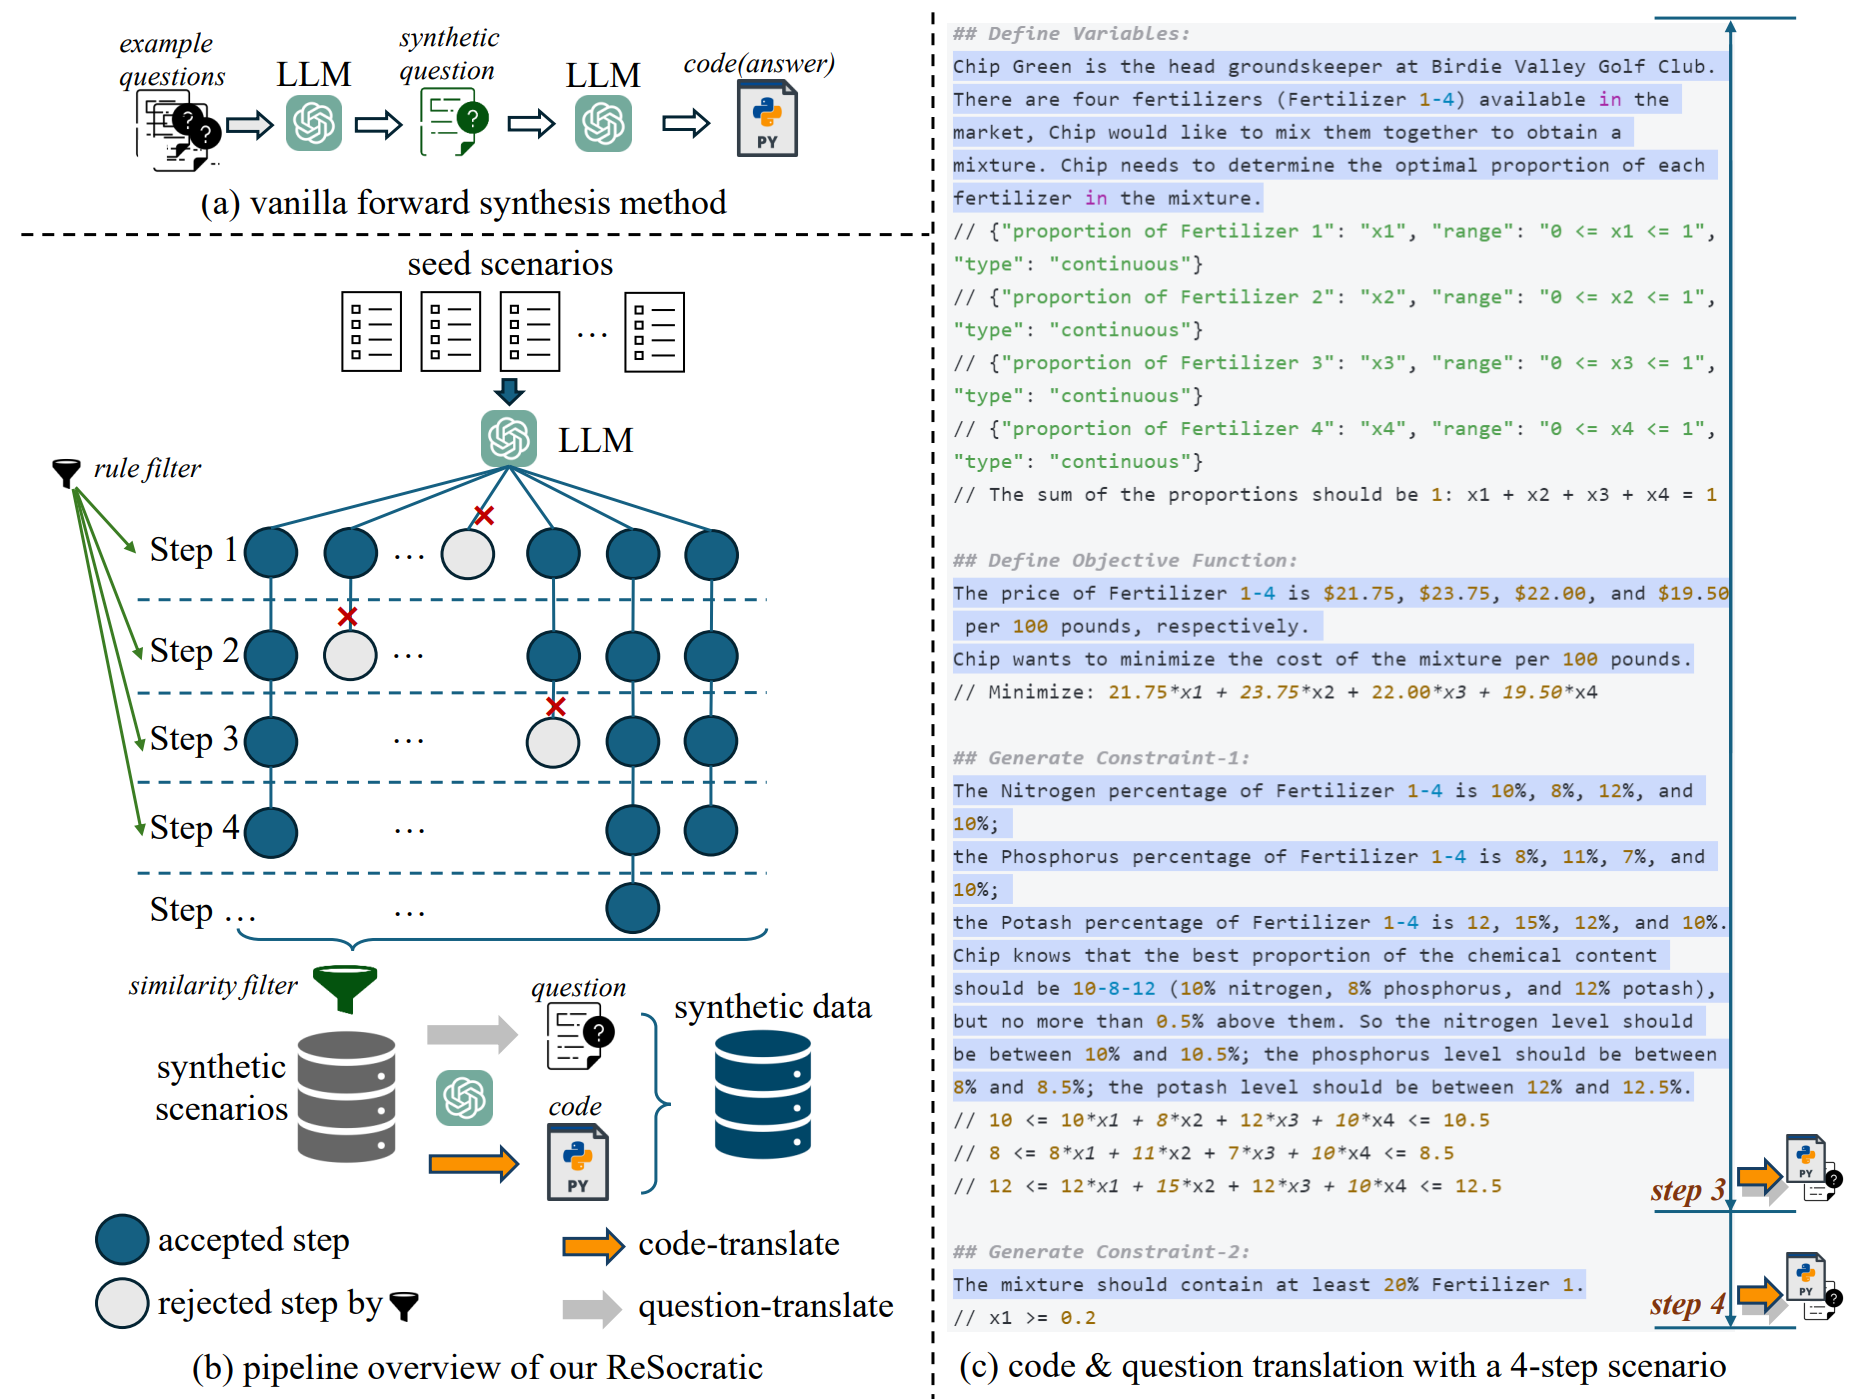 example
questions
LLM
synthetic
question
LLM
code(answer)
? ?
?
PY
(a) vanilla forward synthesis method
seed scenarios
...
LLM
rule filter
Step 1
...
Step 2
...
Step 3
...
Step 4
...
Step ...
...
similarity filter
synthetic
scenarios
question
?
code
PY
synthetic data
accepted step
code-translate
rejected step by
question-translate
(b) pipeline overview of our ReSocratic
## Define Variables:
Chip Green is the head groundskeeper at Birdie Valley Golf Club.
There are four fertilizers (Fertilizer 1-4) available in the
market, Chip would like to mix them together to obtain a
mixture. Chip needs to determine the optimal proportion of each
fertilizer in the mixture.
// {"proportion of Fertilizer 1": "x1", "range": "0 <= x1 <= 1",
"type": "continuous"}
// {"proportion of Fertilizer 2": "x2", "range": "0 <= x2 <= 1",
"type": "continuous"}
// {"proportion of Fertilizer 3": "x3", "range": "0 <= x3 <= 1",
"type": "continuous"}
// {"proportion of Fertilizer 4": "x4", "range": "0 <= x4 <= 1",
"type": "continuous"}
// The sum of the proportions should be 1: x1 + x2 + x3 + x4 = 1
## Define Objective Function:
The price of Fertilizer 1-4 is $21.75, $23.75, $22.00, and $19.50
per 100 pounds, respectively.
Chip wants to minimize the cost of the mixture per 100 pounds.
// Minimize: 21.75*x1 + 23.75*x2 + 22.00*x3 + 19.50*x4
## Generate Constraint-1:
The Nitrogen percentage of Fertilizer 1-4 is 10%, 8%, 12%, and
10%;
the Phosphorus percentage of Fertilizer 1-4 is 8%, 11%, 7%, and
10%;
the Potash percentage of Fertilizer 1-4 is 12, 15%, 12%, and 10%.
Chip knows that the best proportion of the chemical content
should be 10-8-12 (10% nitrogen, 8% phosphorus, and 12% potash),
but no more than 0.5% above them. So the nitrogen level should
be between 10% and 10.5%; the phosphorus level should be between
8% and 8.5%; the potash level should be between 12% and 12.5%.
// 10 <= 10*x1 + 8*x2 + 12*x3 + 10*x4 <= 10.5
// 8 <= 8*x1 + 11*x2 + 7*x3 + 10*x4 <= 8.5
// 12 <= 12*x1 + 15*x2 + 12*x3 + 10*x4 <= 12.5
step 3
PY
?
## Generate Constraint-2:
The mixture should contain at least 20% Fertilizer 1.
// x1 >= 0.2
step 4
PY
?
(c) code & question translation with a 4-step scenario